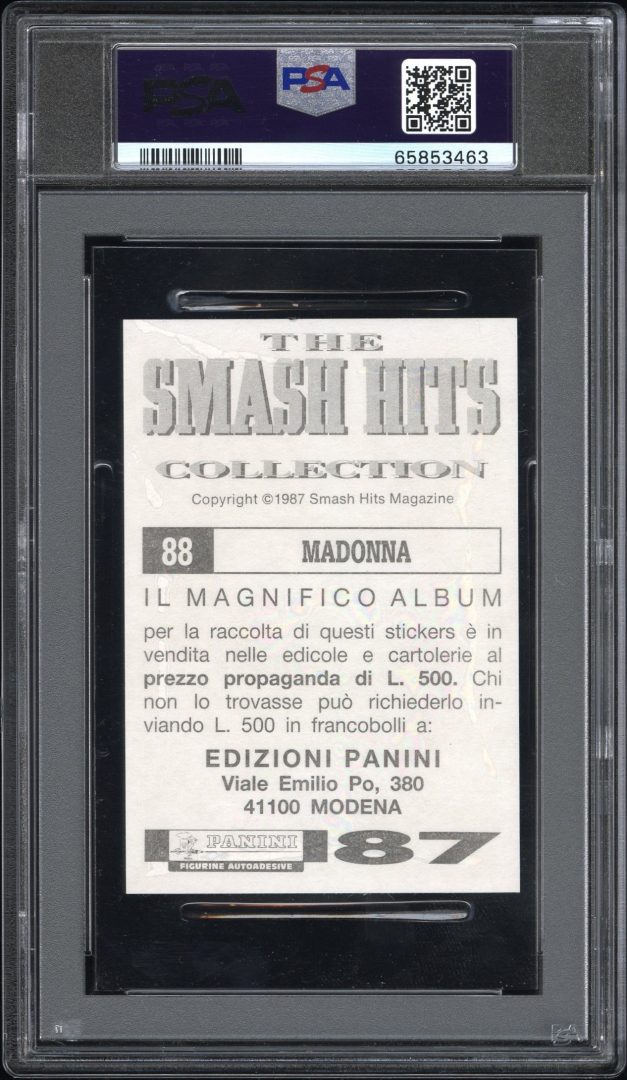 PSA
PSA
65853463
THE
SMASH HITS
COLLECTION
Copyright ©1987 Smash Hits Magazine
88 MADONNA
IL MAGNIFICO ALBUM
per la raccolta di questi stickers è in
vendita nelle edicole e cartolerie al
prezzo propaganda di L. 500. Chi
non lo trovasse può richiederlo in-
viando L. 500 in francobolli a:
EDIZIONI PANINI
Viale Emilio Po, 380
41100 MODENA
PANINI 87
FIGURINE AUTOADESIVE
PSA